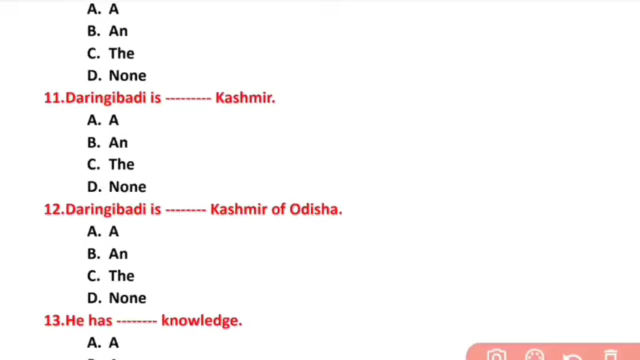 A. A
B. An
C. The
D. None
11.Daringibadi is --------- Kashmir.
A. A
B. An
C. The
D. None
12.Daringibadi is -------- Kashmir of Odisha.
A. A
B. An
C. The
D. None
13.He has -------- knowledge.
A. A